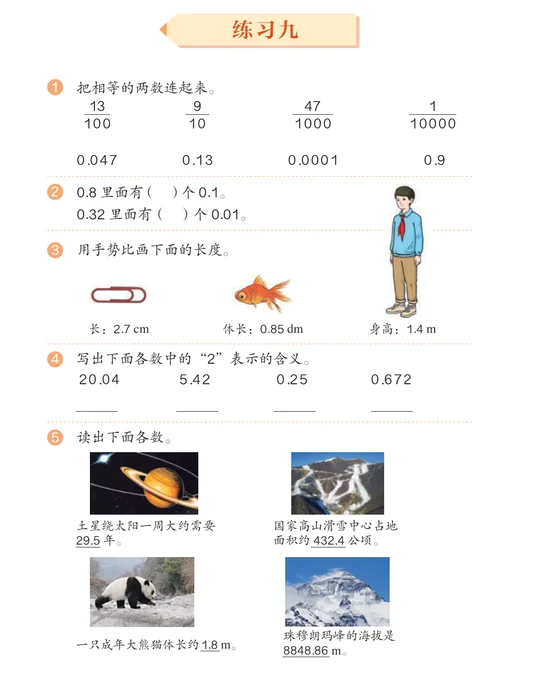 练习九
1 把相等的两数连起来。
13/100 9/10 47/1000 1/10000
0.047 0.13 0.0001 0.9
2 0.8 里面有（ ）个 0.1。
0.32 里面有（ ）个 0.01。
3 用手势比画下面的长度。
长：2.7 cm 体长：0.85 dm 身高：1.4 m
4 写出下面各数中的“2”表示的含义。
20.04 5.42 0.25 0.672
5 读出下面各数。
土星绕太阳一周大约需要
29.5 年。
国家高山滑雪中心占地
面积约 432.4 公顷。
一只成年大熊猫体长约 1.8 m。
珠穆朗玛峰的海拔是
8848.86 m。